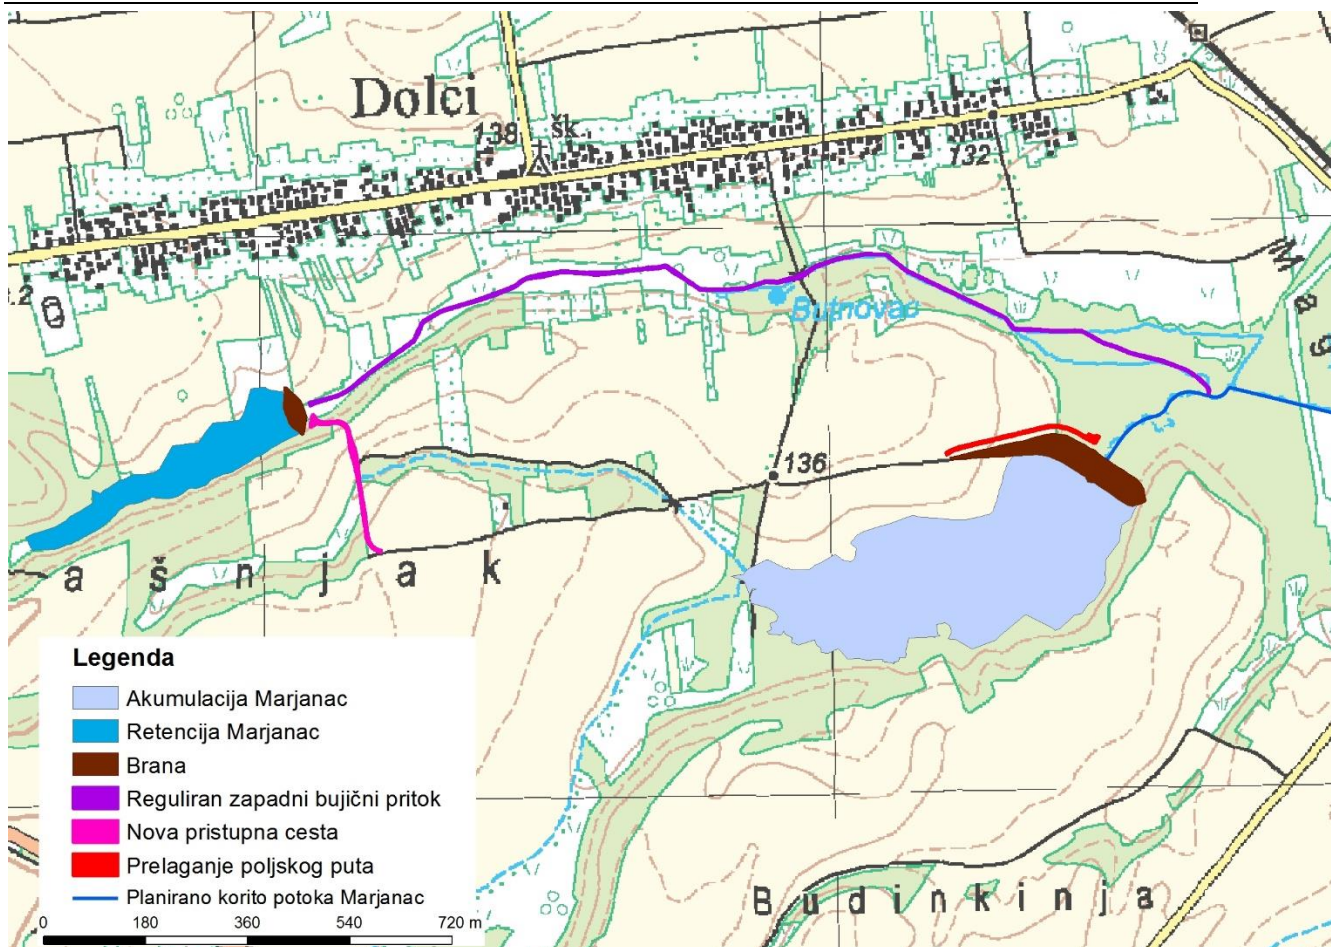 Dolci
138
šk.
132
Butnovac
136
a š n j a k
Legenda
Akumulacija Marjanac
Retencija Marjanac
Brana
Reguliran zapadni bujični pritok
Nova pristupna cesta
Prelaganje poljskog puta
Planirano korito potoka Marjanac
0 180 360 540 720 m
B u d i n k i n j a